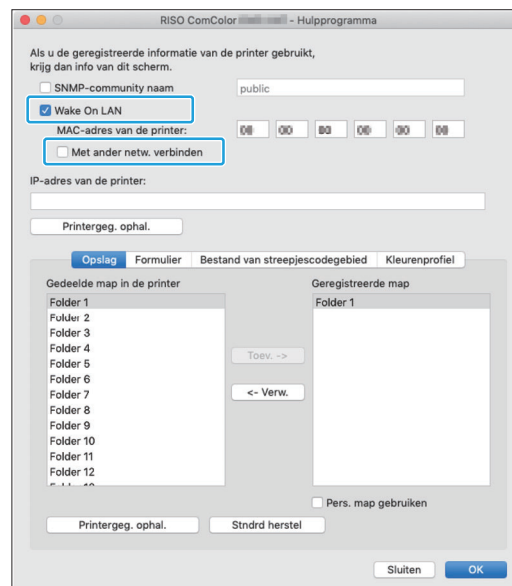 RISO ComColor - Hulpprogramma
Als u de geregistreerde informatie van de printer gebruikt,
krijg dan info van dit scherm.
SNMP-community naam public
Wake On LAN
MAC-adres van de printer:
Met ander netw. verbinden
IP-adres van de printer:
Printergeg. ophal.
Opslag Formulier Bestand van streepjescodegebied Kleurenprofiel
Gedeelde map in de printer Geregistreerde map
Folder 1 Folder 1
Folder 2
Folder 3
Folder 4
Folder 5
Toev. ->
Folder 6
Folder 7
<- Verw.
Folder 8
Folder 9
Folder 10
Folder 11
Folder 12
Pers. map gebruiken
Printergeg. ophal. Stndrd herstel
Sluiten OK